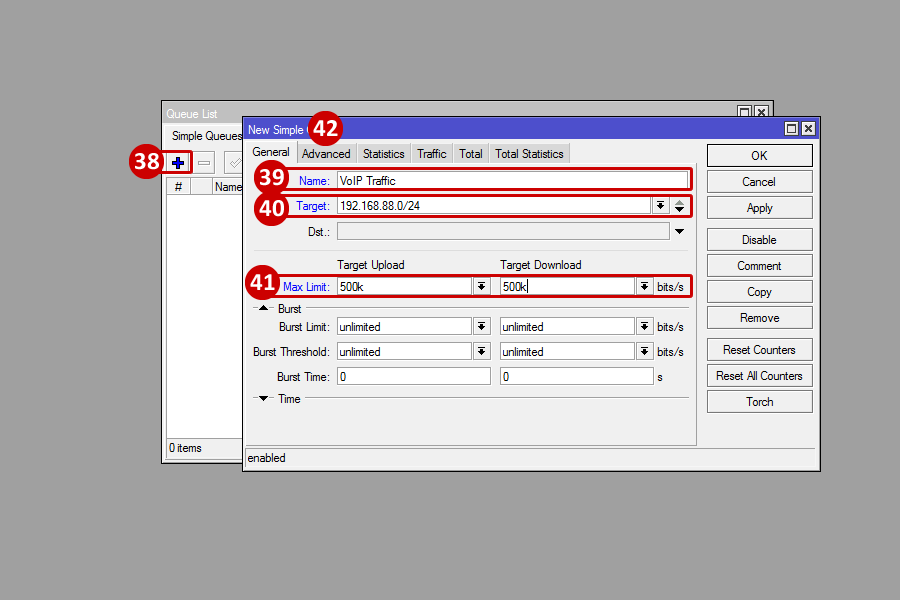 Queue List
Simple Queues
38
#
Name
0 items
New Simple
42
General
Advanced
Statistics
Traffic
Total
Total Statistics
39
Name: VoIP Traffic
40
Target: 192.168.88.0/24
Dst.:
Target Upload Target Download
41
Max Limit: 500k 500k bits/s
Burst
Burst Limit: unlimited unlimited bits/s
Burst Threshold: unlimited unlimited bits/s
Burst Time: 0 0 s
Time
enabled
OK
Cancel
Apply
Disable
Comment
Copy
Remove
Reset Counters
Reset All Counters
Torch